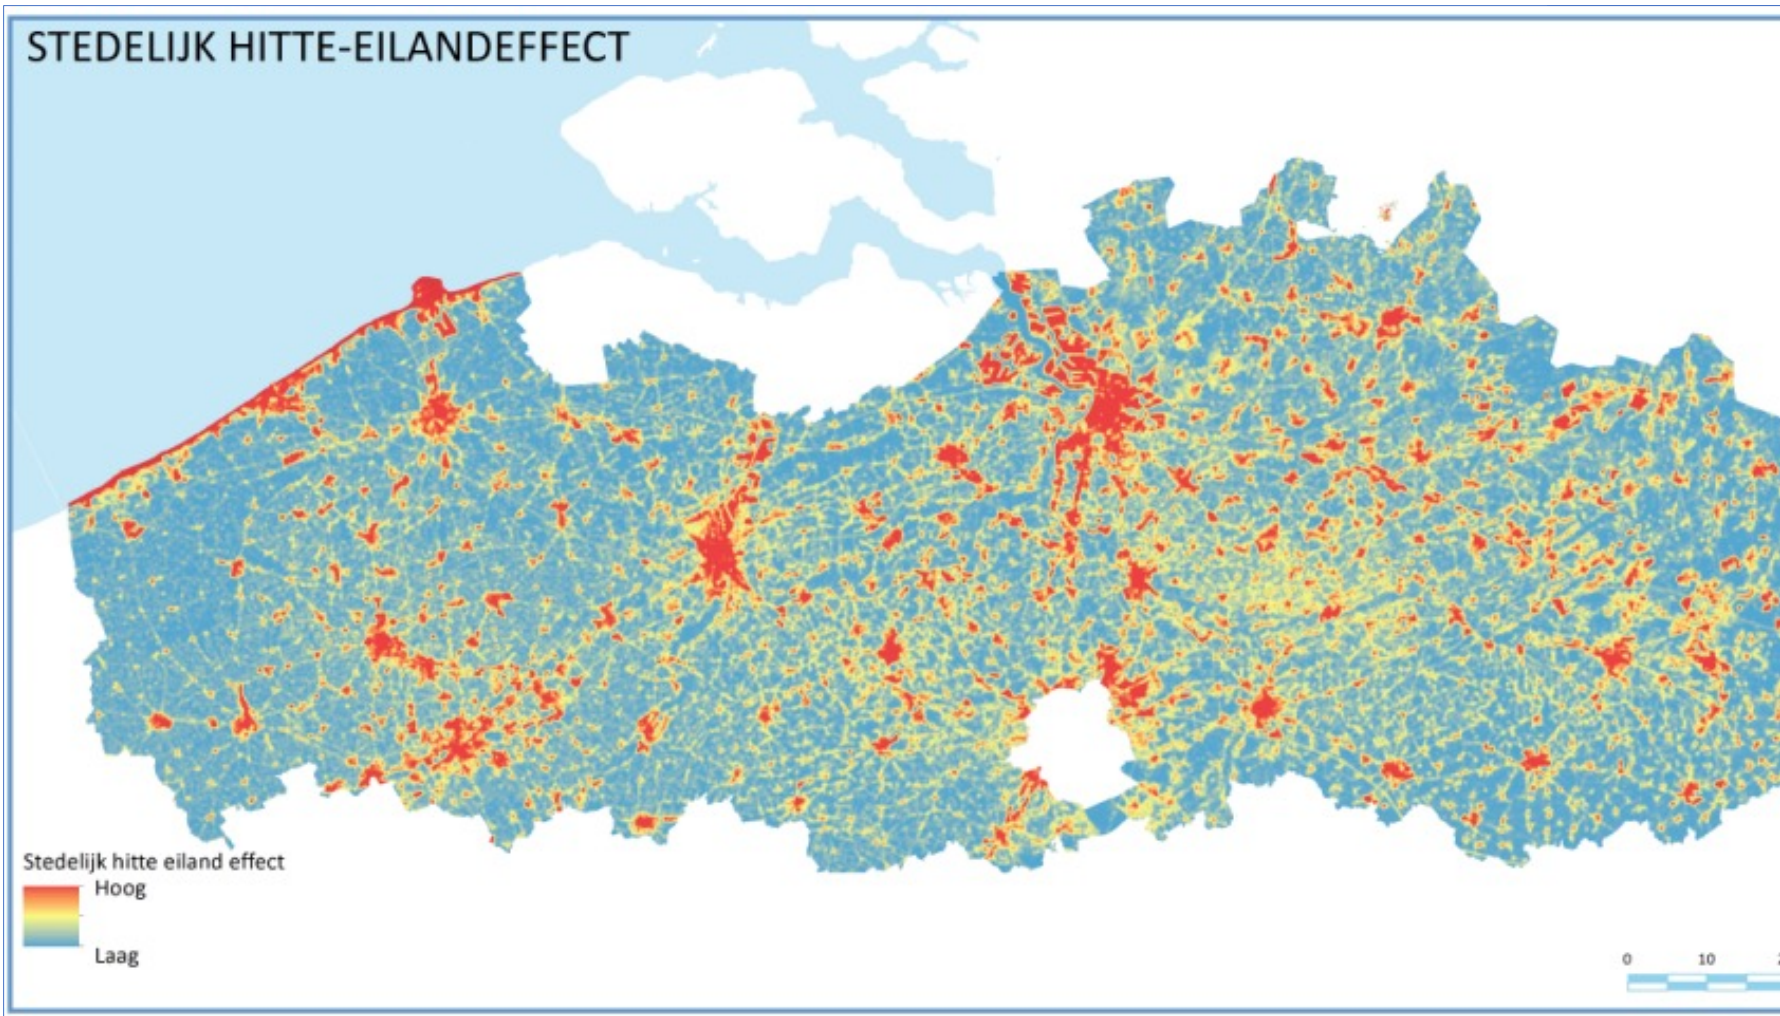 STEDELIJK HITTE-EILANDEFFECT
Stedelijk hitte eiland effect
Hoog
Laag
0 10